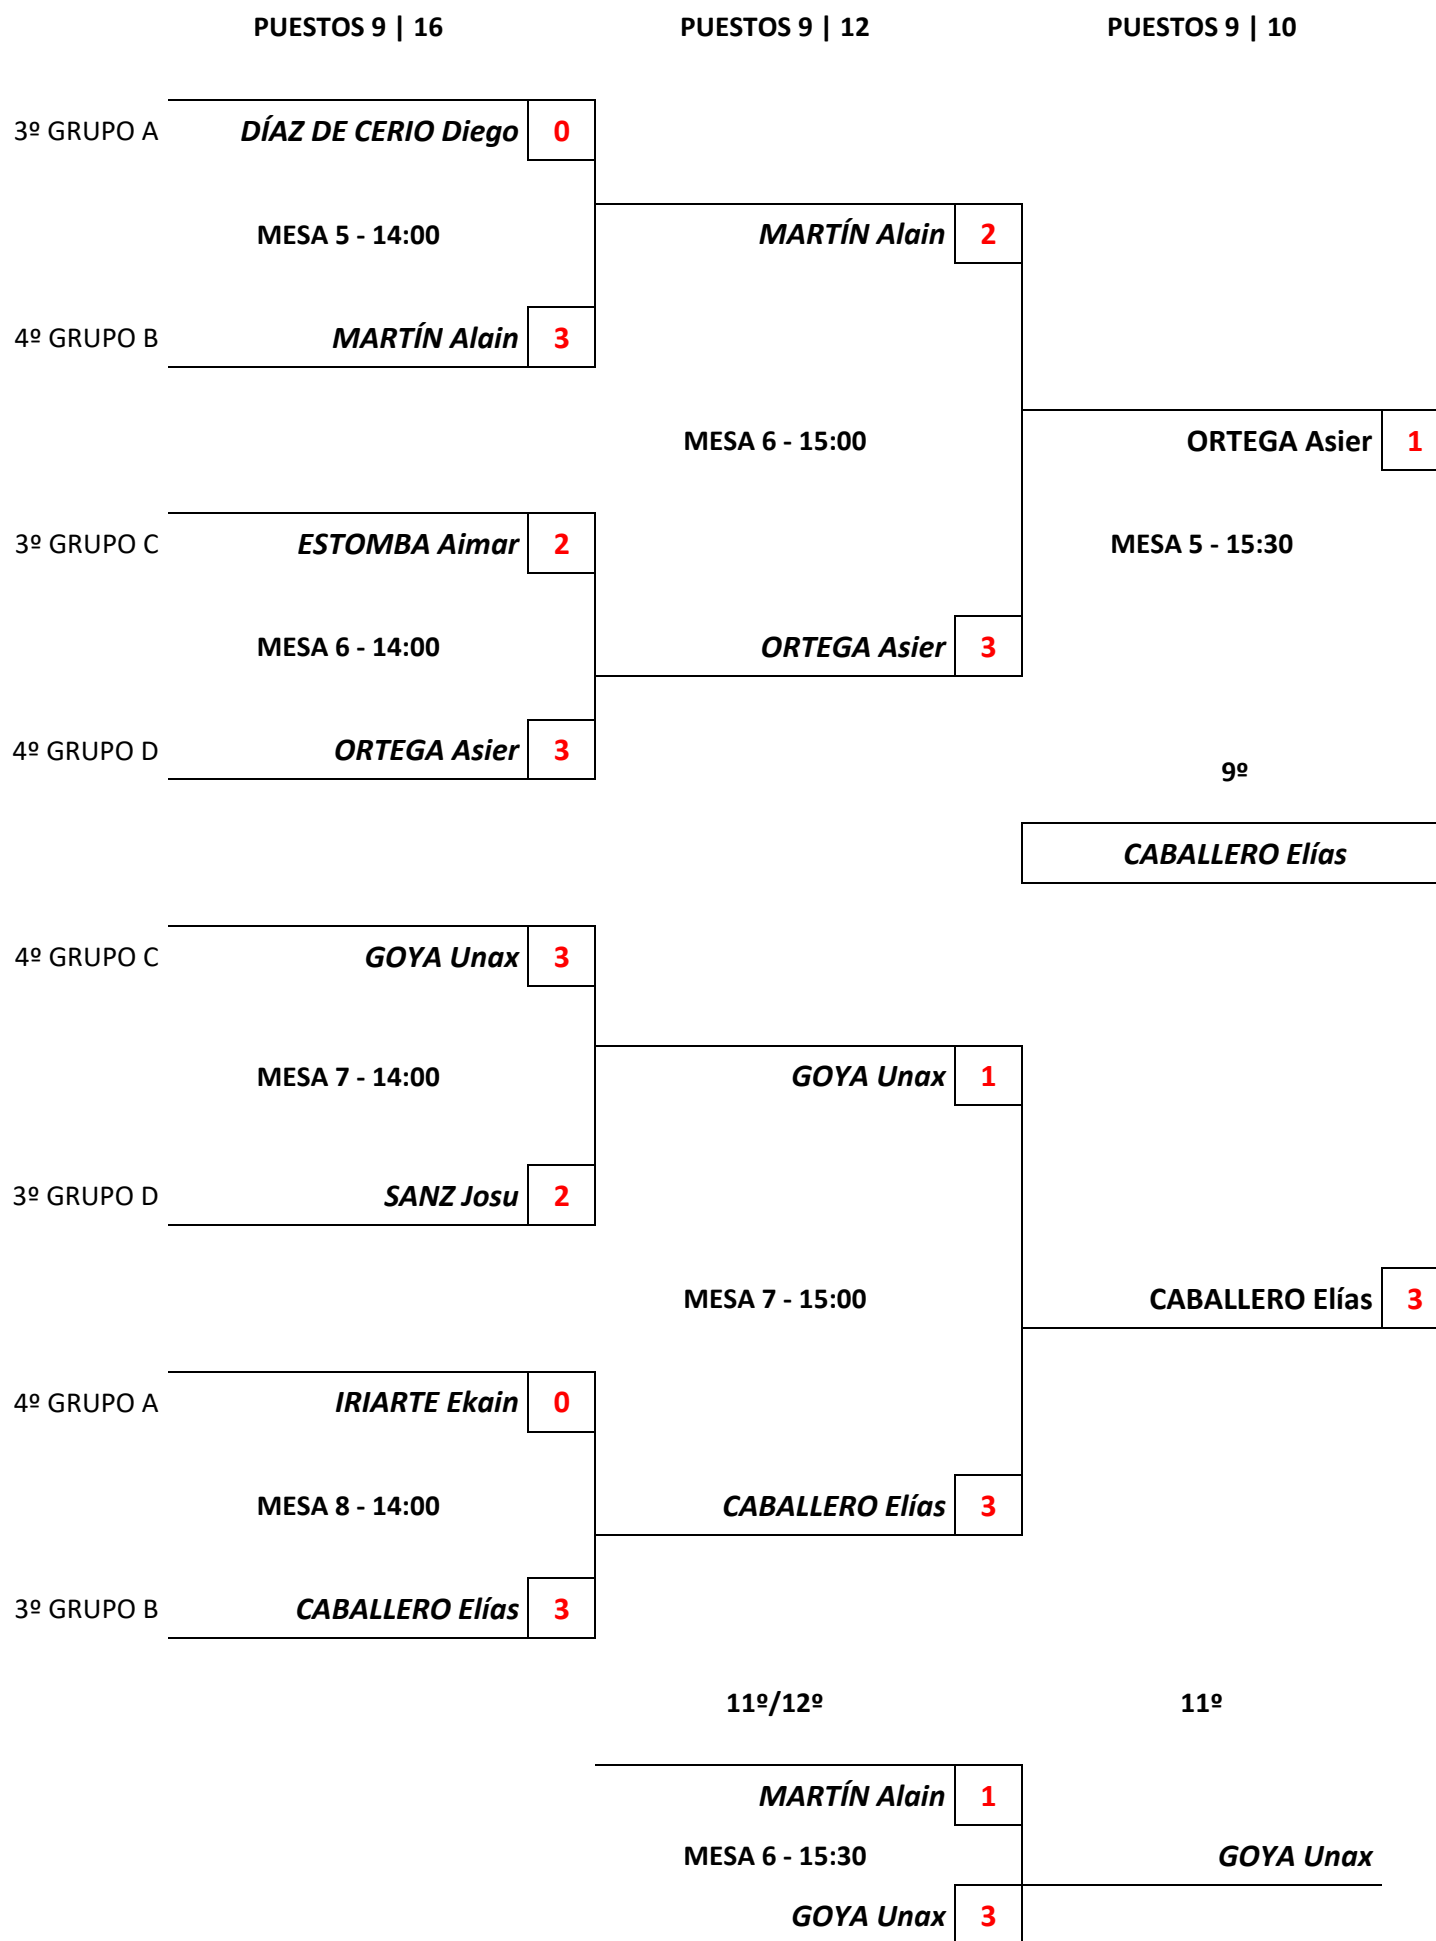 PUESTOS 9 | 16 PUESTOS 9 | 12 PUESTOS 9 | 10
3º GRUPO A DÍAZ DE CERIO Diego 0
MESA 5 - 14:00 MARTÍN Alain 2
4º GRUPO B MARTÍN Alain 3
MESA 6 - 15:00 ORTEGA Asier 1
3º GRUPO C ESTOMBA Aimar 2 MESA 5 - 15:30
MESA 6 - 14:00 ORTEGA Asier 3
4º GRUPO D ORTEGA Asier 3
9º
CABALLERO Elías
4º GRUPO C GOYA Unax 3
MESA 7 - 14:00 GOYA Unax 1
3º GRUPO D SANZ Josu 2
MESA 7 - 15:00 CABALLERO Elías 3
4º GRUPO A IRIARTE Ekain 0
MESA 8 - 14:00 CABALLERO Elías 3
3º GRUPO B CABALLERO Elías 3
11º/12º 11º
MARTÍN Alain 1
MESA 6 - 15:30 GOYA Unax
GOYA Unax 3